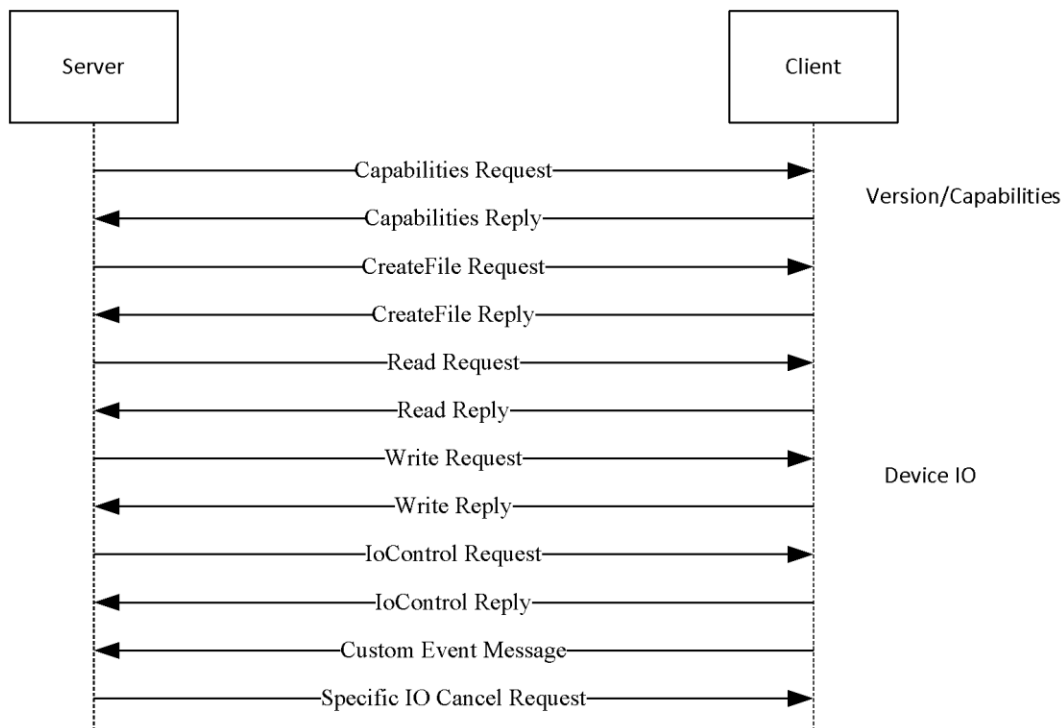 Server
Client
Capabilities Request
Version/Capabilities
Capabilities Reply
CreateFile Request
CreateFile Reply
Read Request
Read Reply
Write Request
Device IO
Write Reply
IoControl Request
IoControl Reply
Custom Event Message
Specific IO Cancel Request